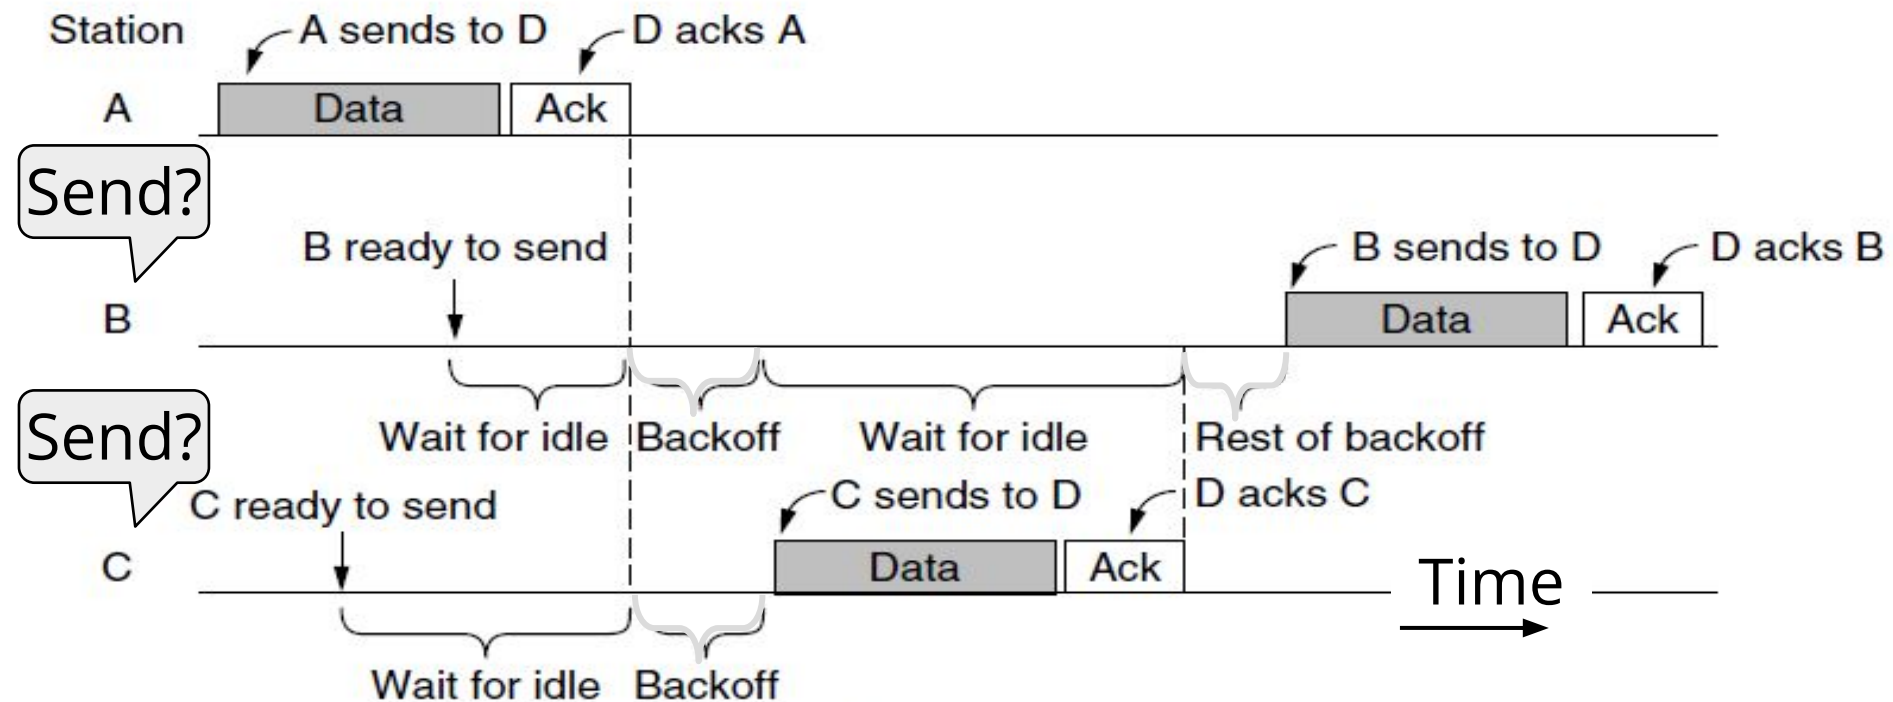 Station
A sends to D
D acks A
A
Data
Ack
Send?
B ready to send
B sends to D
D acks B
B
Data
Ack
Send?
Wait for idle
Backoff
Wait for idle
Rest of backoff
C ready to send
C sends to D
D acks C
C
Data
Ack
Time
Wait for idle
Backoff